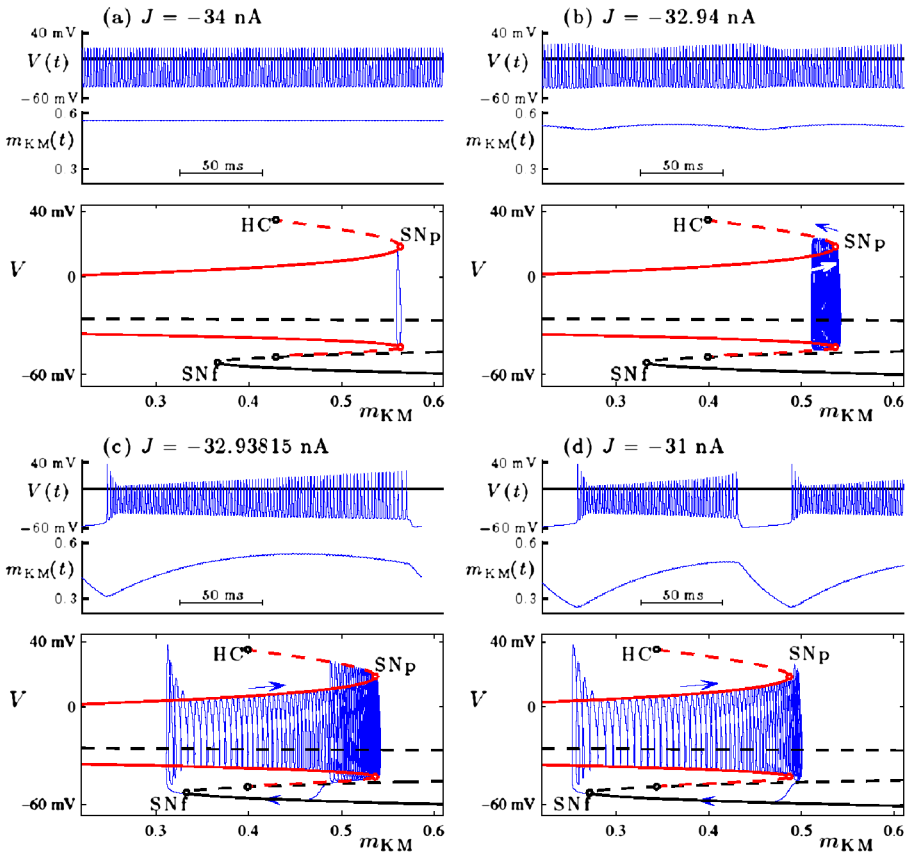 (a) J = −34 nA
40 mV
V(t)
−60 mV
0.6
mKM(t)
0.3
50 ms
40 mV
HC
SNp
V
0
SNf
−60 mV
0.3
0.4
0.5
0.6
mKM
(b) J = −32.94 nA
40 mV
V(t)
−60 mV
0.6
mKM(t)
0.3
50 ms
40 mV
HC
SNp
V
0
SNf
−60 mV
0.3
0.4
0.5
0.6
mKM
(c) J = −32.93815 nA
40 mV
V(t)
−60 mV
0.6
mKM(t)
0.3
50 ms
40 mV
HC
SNp
V
0
SNf
−60 mV
0.3
0.4
0.5
0.6
mKM
(d) J = −31 nA
40 mV
V(t)
−60 mV
0.6
mKM(t)
0.3
50 ms
40 mV
HC
SNp
V
0
SNf
−60 mV
0.3
0.4
0.5
0.6
mKM